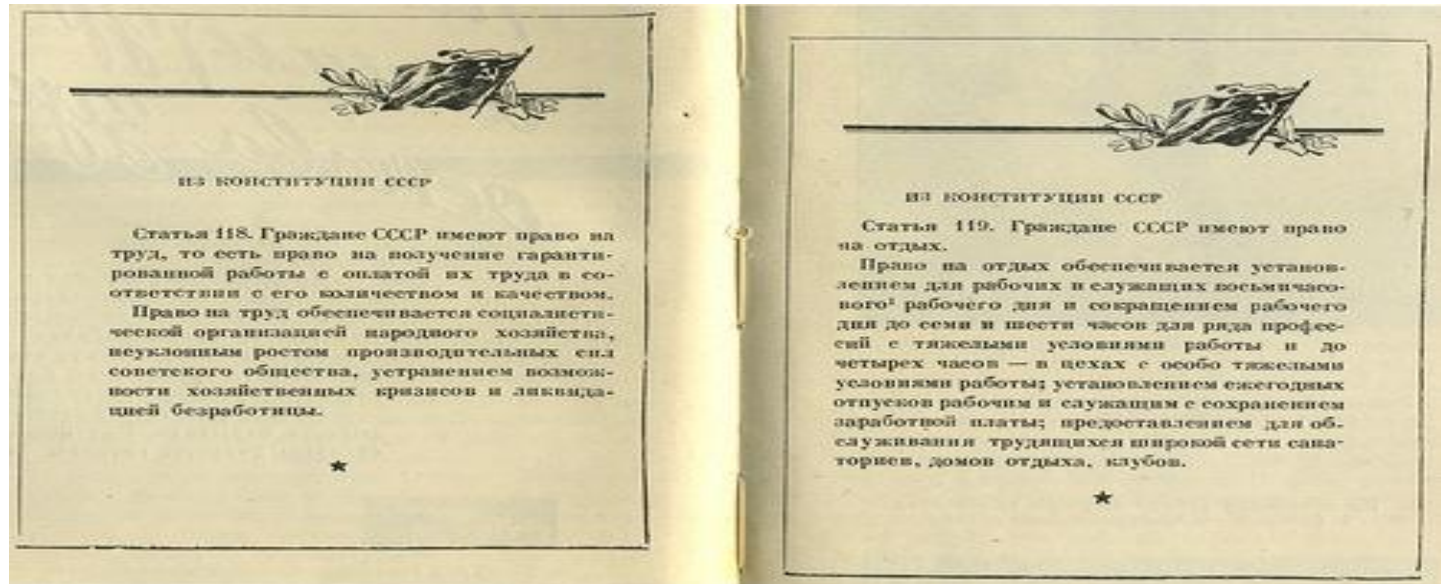 ИЗ КОНСТИТУЦИИ СССР
Статья 118. Граждане СССР имеют право на
труд, то есть право на получение гаранти-
рованной работы с оплатой их труда в со-
ответствии с его количеством и качеством.
Право на труд обеспечивается социалисти-
ческой организацией народного хозяйства,
неуклонным ростом производительных сил
советского общества, устранением возмож-
ности хозяйственных кризисов и ликвида-
цией безработицы.
ИЗ КОНСТИТУЦИИ СССР
Статья 119. Граждане СССР имеют право
на отдых.
Право на отдых обеспечивается установ-
лением для рабочих и служащих восьмичасо-
вого¹ рабочего дня и сокращением рабочего
дня до семи и шести часов для ряда профес-
сий с тяжелыми условиями работы и до
четырех часов — в цехах с особо тяжелыми
условиями работы; установлением ежегодных
отпусков рабочим и служащим с сохранением
заработной платы; предоставлением для об-
служивания трудящихся широкой сети сана-
ториев, домов отдыха, клубов.